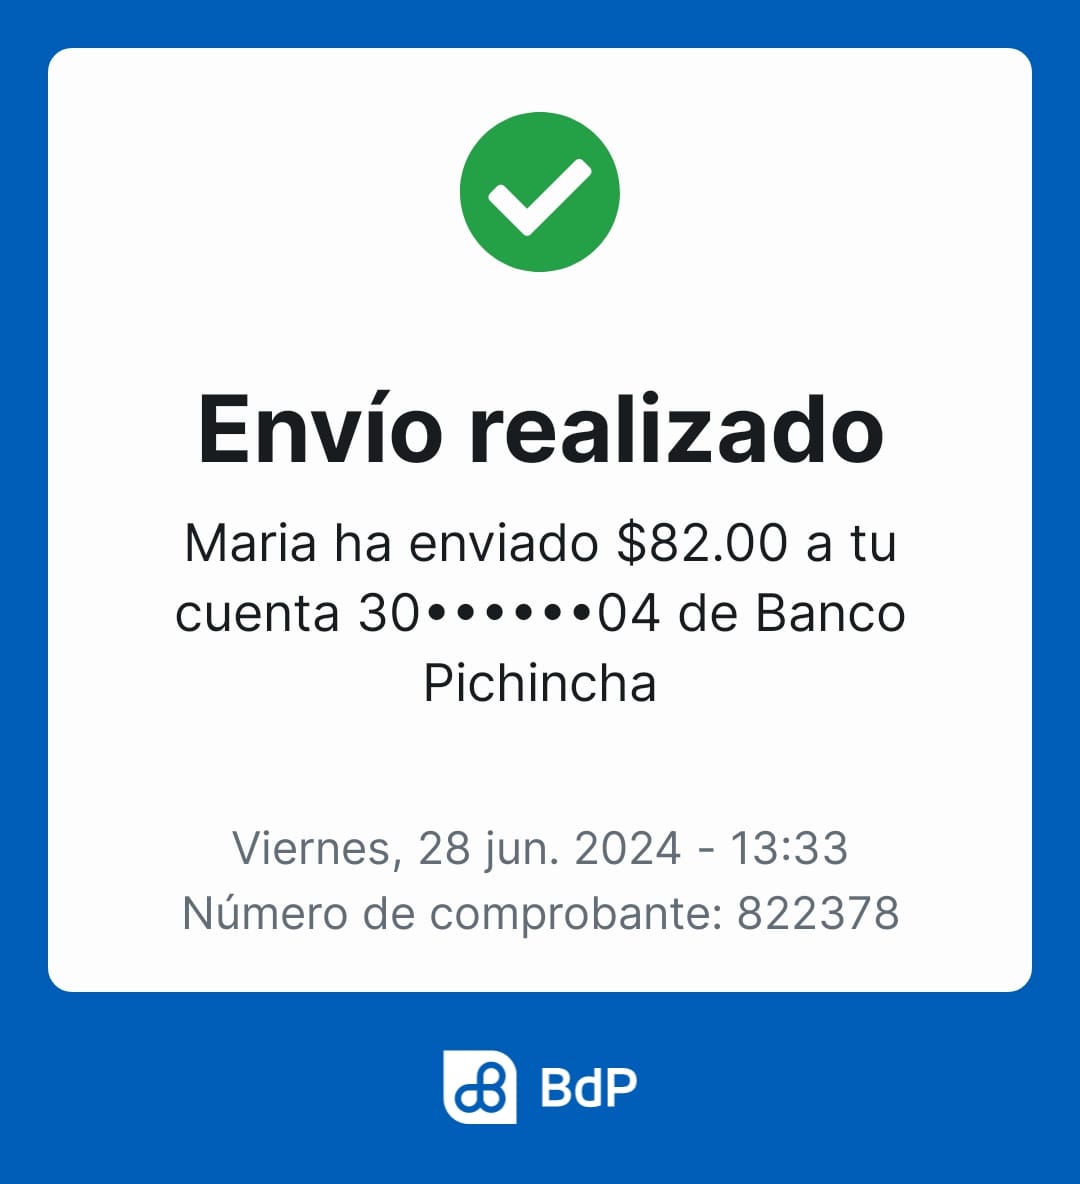 Envío realizado
Maria ha enviado $82.00 a tu
cuenta 30••••••04 de Banco
Pichincha
Viernes, 28 jun. 2024 - 13:33
Número de comprobante: 822378
BdP